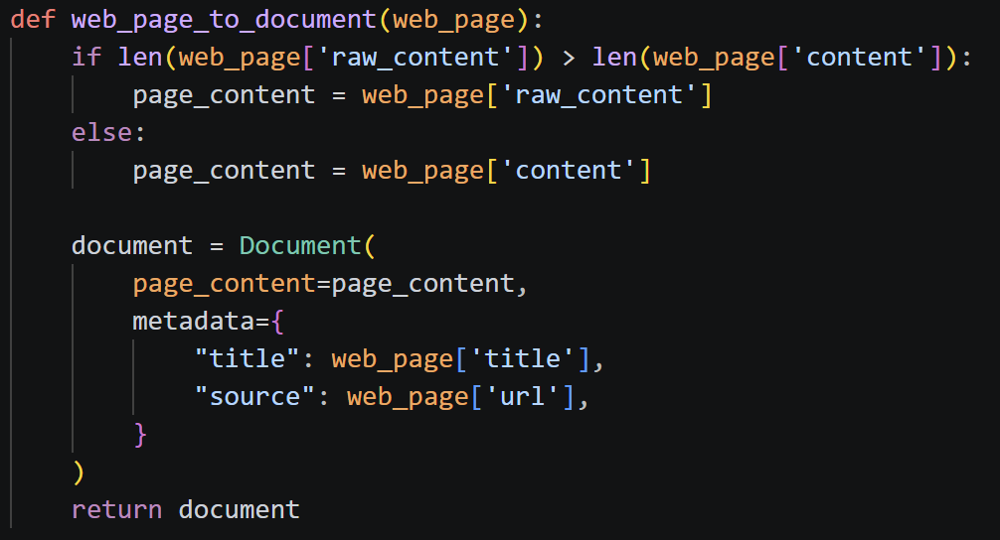 def web_page_to_document(web_page):
    if len(web_page['raw_content']) > len(web_page['content']):
        page_content = web_page['raw_content']
    else:
        page_content = web_page['content']

    document = Document(
        page_content=page_content,
        metadata={
            "title": web_page['title'],
            "source": web_page['url'],
        }
    )
    return document